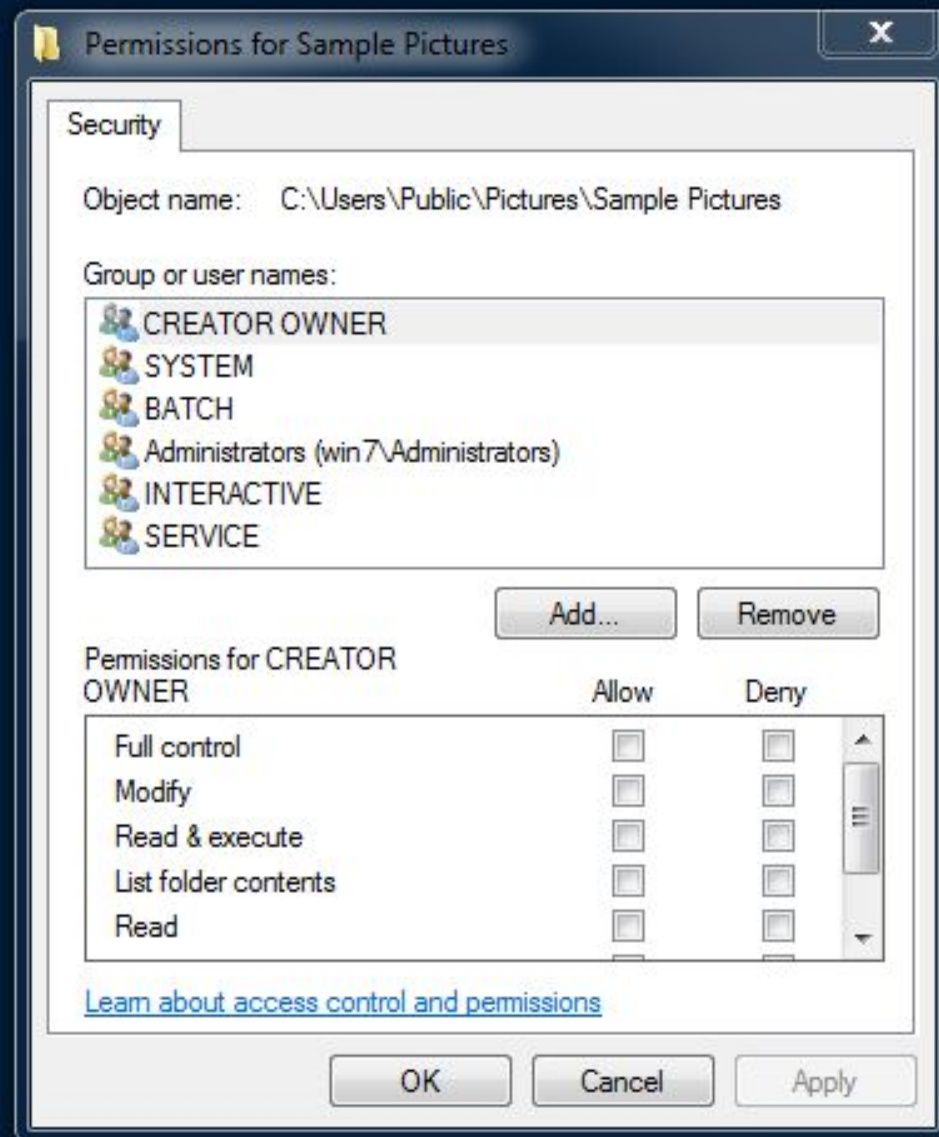 Permissions for Sample Pictures
x
Security
Object name: C:\Users\Public\Pictures\Sample Pictures
Group or user names:
CREATOR OWNER
SYSTEM
BATCH
Administrators (win7\Administrators)
INTERACTIVE
SERVICE
Add... Remove
Permissions for CREATOR
OWNER Allow Deny
Full control
Modify
Read & execute
List folder contents
Read
Learn about access control and permissions
OK Cancel Apply